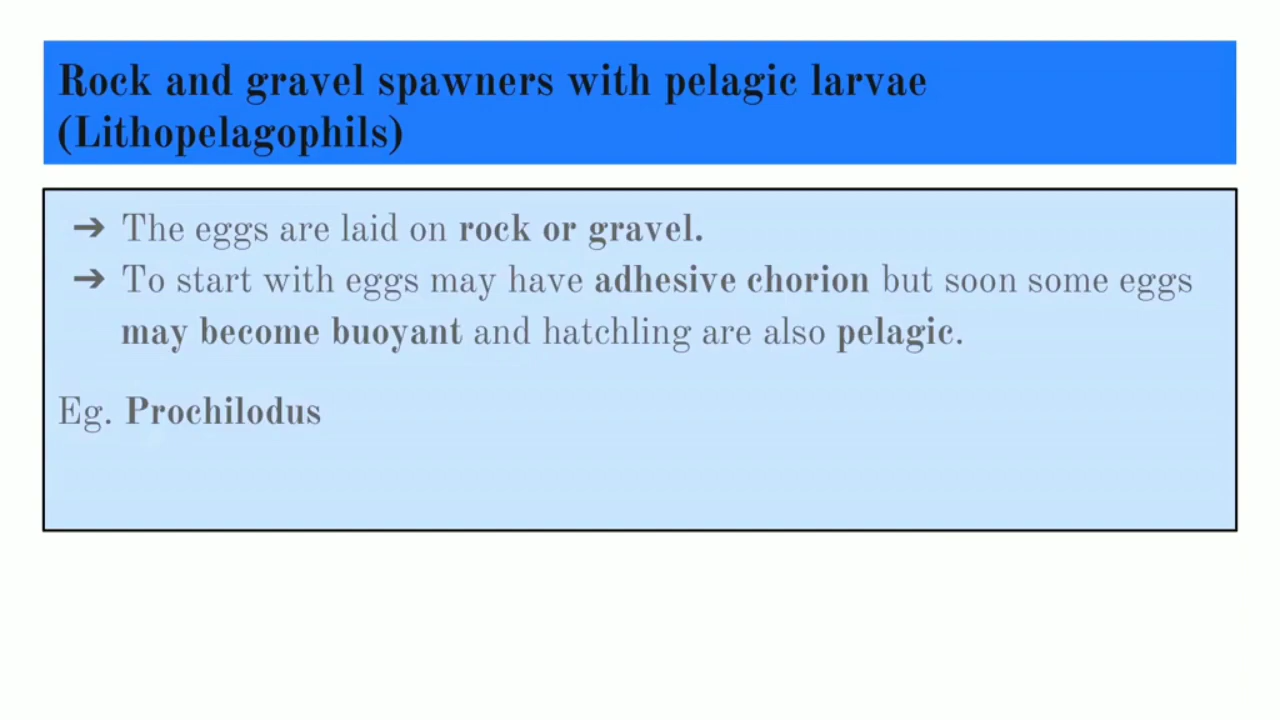 Rock and gravel spawners with pelagic larvae
(Lithopelagophils)
➔ The eggs are laid on rock or gravel.
➔ To start with eggs may have adhesive chorion but soon some eggs
may become buoyant and hatchling are also pelagic.
Eg. Prochilodus